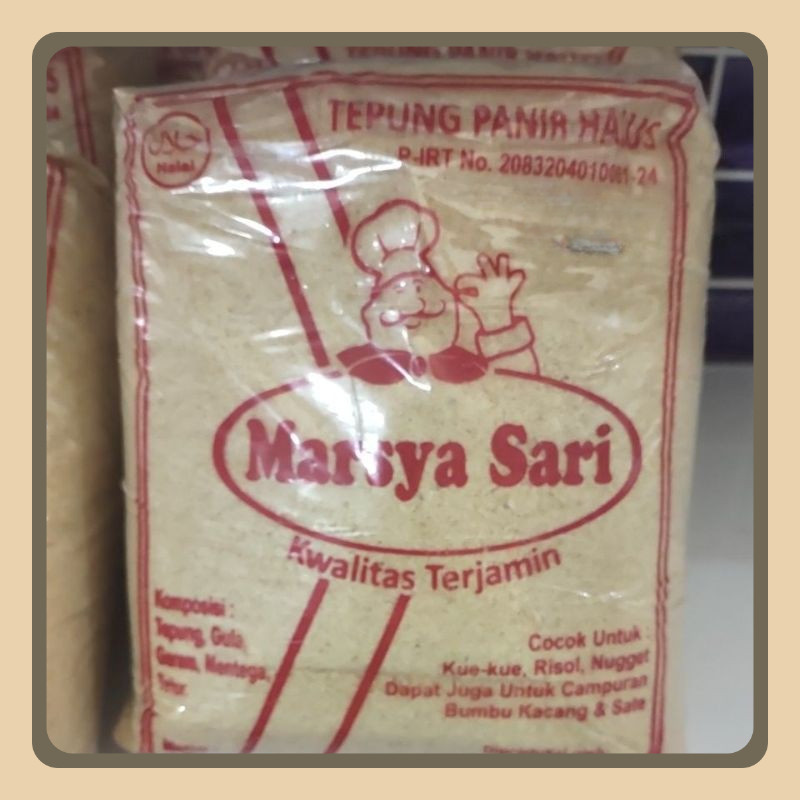 حلال
Halal
TEPUNG PANIR HALUS
P-IRT No. 2083204010081-24
Marsya Sari
Kwalitas Terjamin
Komposisi :
Tepung, Gula,
Garam, Mentega,
Telur
Cocok Untuk :
Kue-kue, Risol, Nugget
Dapat Juga Untuk Campuran
Bumbu Kacang & Sate